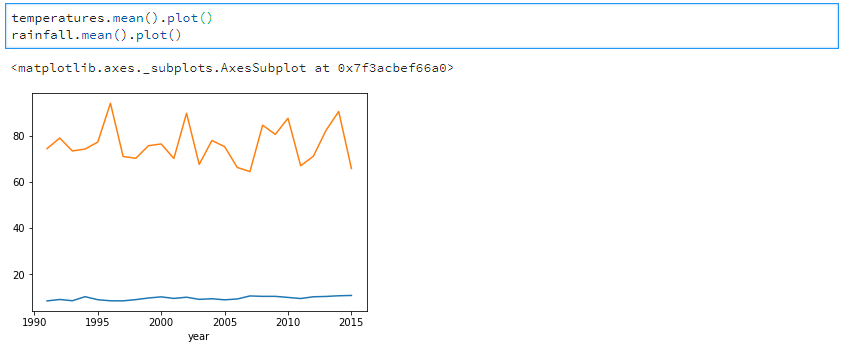 temperatures.mean().plot()
rainfall.mean().plot()
<matplotlib.axes._subplots.AxesSubplot at 0x7f3acbef66a0>
80
60
40
20
1990 1995 2000 2005 2010 2015
year